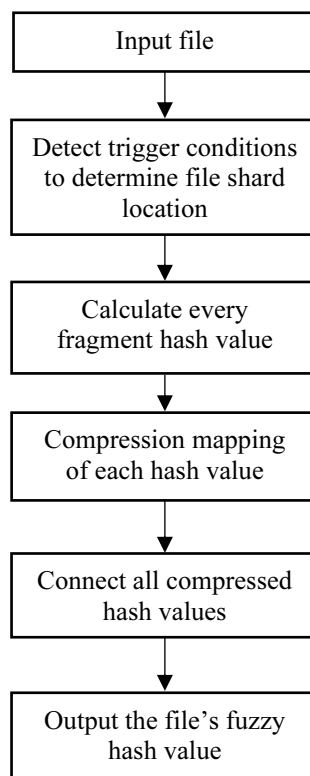 Input file
Detect trigger conditions
to determine file shard
location
Calculate every
fragment hash value
Compression mapping
of each hash value
Connect all compressed
hash values
Output the file’s fuzzy
hash value